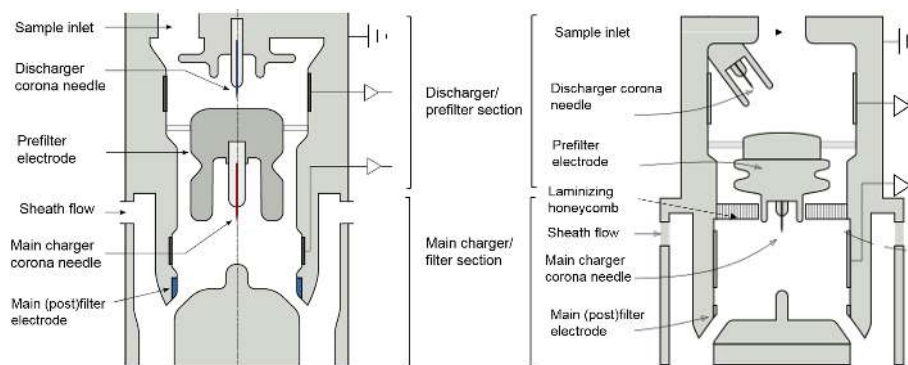 Sample inlet
Discharger
corona needle
Prefilter
electrode
Sheath flow
Main charger
corona needle
Main (post)filter
electrode
Discharger/
prefilter section
Main charger/
filter section
Sample inlet
Discharger corona
needle
Prefilter
electrode
Laminizing
honeycomb
Sheath flow
Main charger
corona needle
Main (post)filter
electrode